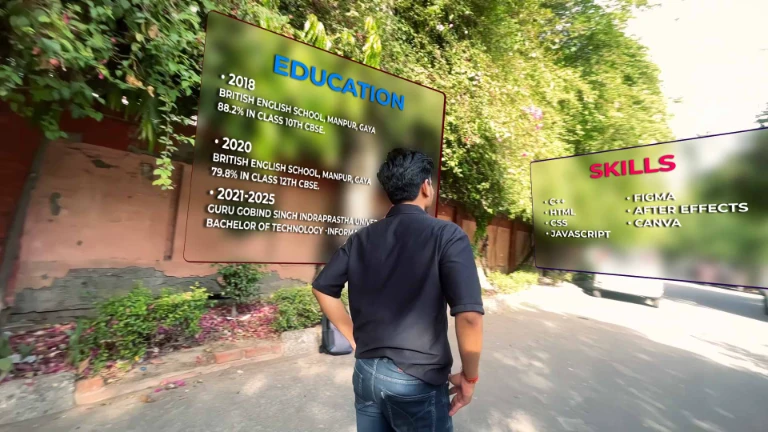 EDUCATION
• 2018
BRITISH ENGLISH SCHOOL, MANPUR, GAYA
88.2% IN CLASS 10TH CBSE.
• 2020
BRITISH ENGLISH SCHOOL, MANPUR, GAYA
79.8% IN CLASS 12TH CBSE.
• 2021-2025
GURU GOBIND SINGH INDRAPRASTHA
BACHELOR OF TECHNOLOGY
SKILLS
• C++
• HTML
• CSS
• JAVASCRIPT
• FIGMA
• AFTER EFFECTS
• CANVA